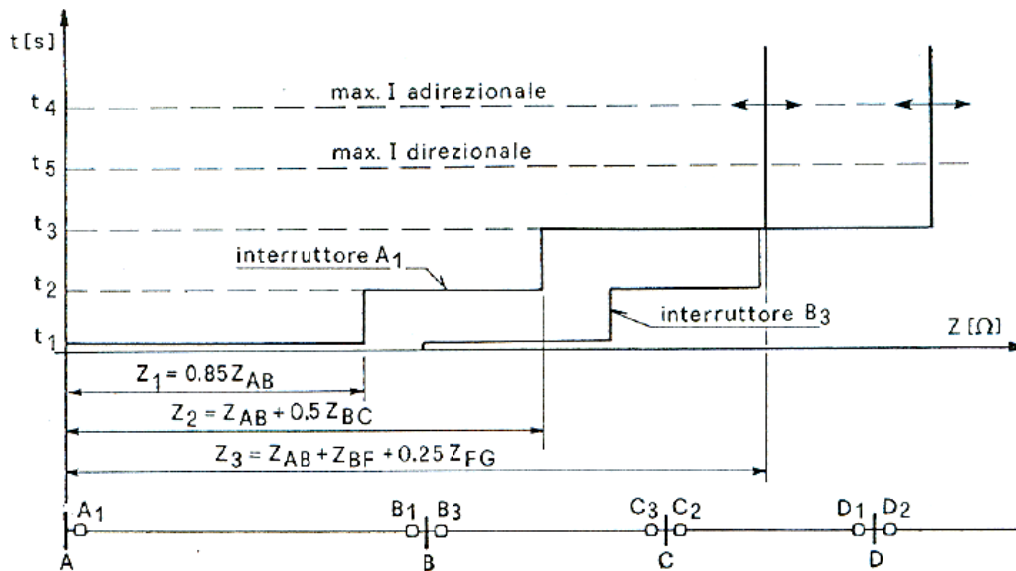 t[s]
t4
max. I adirezionale
t5
max. I direzionale
t3
interruttore A1
t2
interruttore B3
t1
Z[Ω]
Z1 = 0.85 ZAB
Z2 = ZAB + 0.5 ZBC
Z3 = ZAB + ZBF + 0.25 ZFG
A1 B1 B3 C3 C2 D1 D2
A B C D